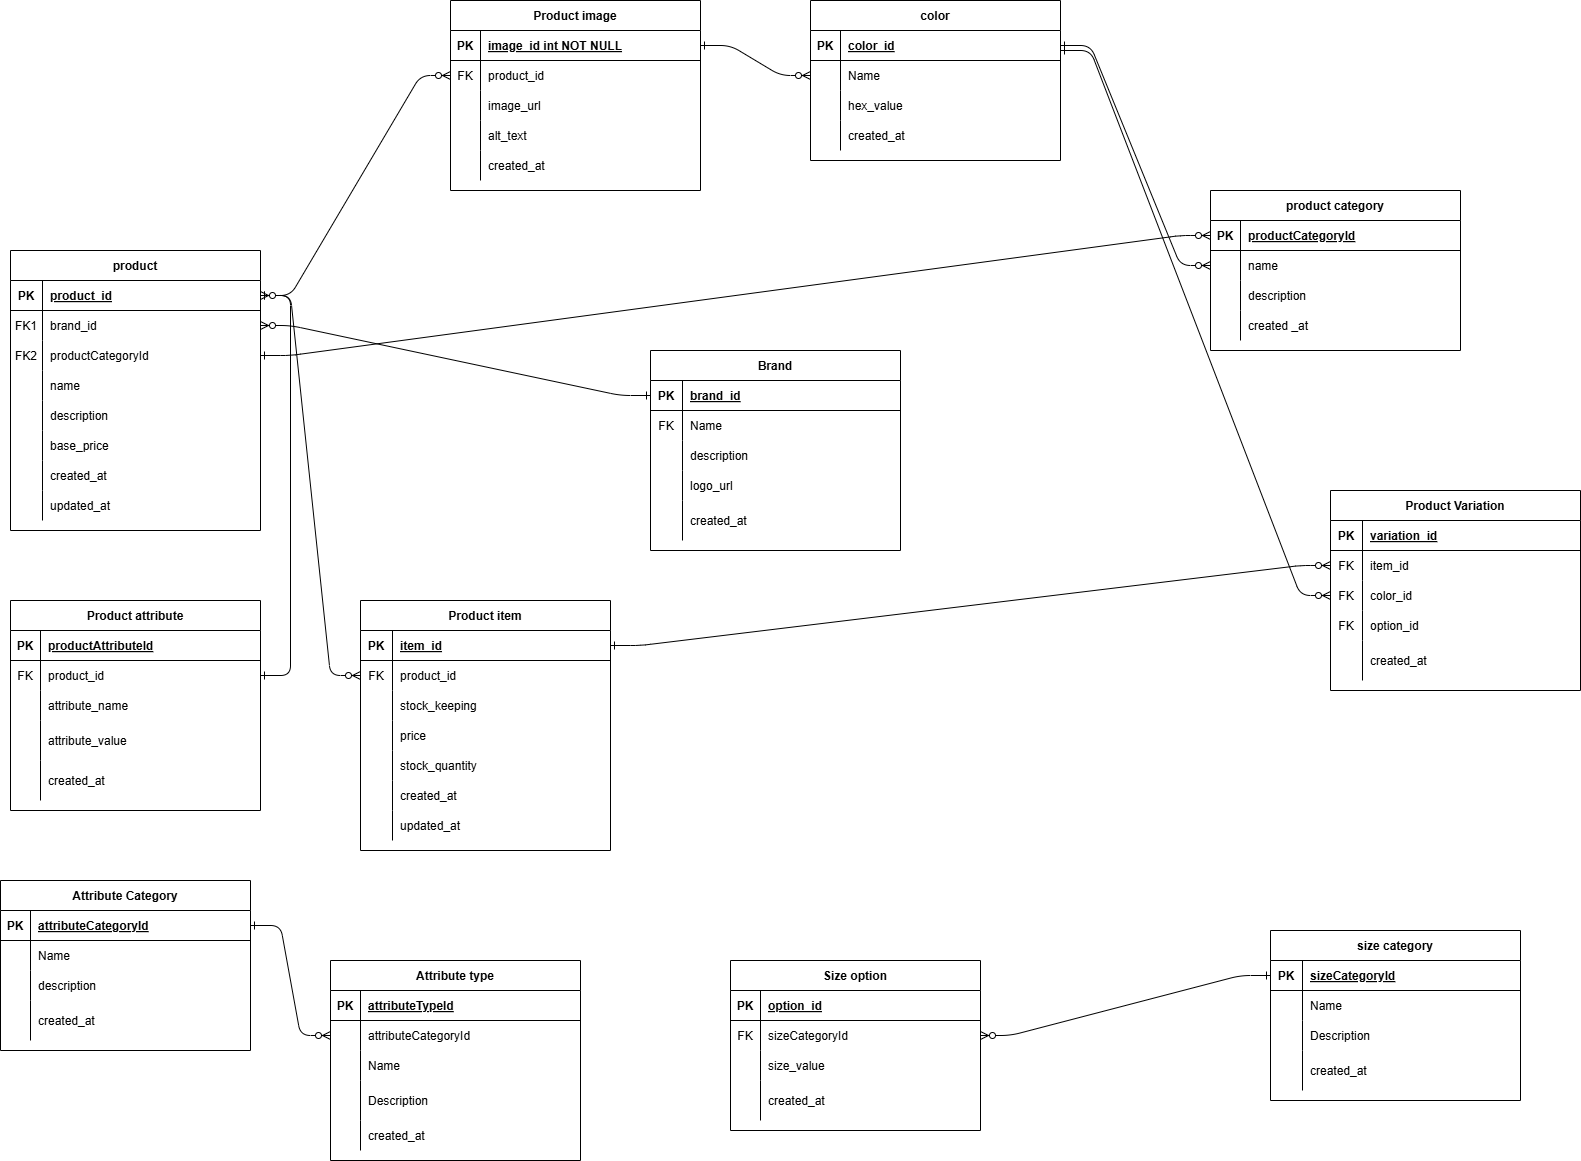 Product image
PK image_id int NOT NULL
FK product_id
image_url
alt_text
created_at
color
PK color_id
Name
hex_value
created_at
product category
PK productCategoryId
name
description
created _at
product
PK product_id
FK1 brand_id
FK2 productCategoryId
name
description
base_price
created_at
updated_at
Brand
PK brand_id
FK Name
description
logo_url
created_at
Product Variation
PK variation_id
FK item_id
FK color_id
FK option_id
created_at
Product attribute
PK productAttributeId
FK product_id
attribute_name
attribute_value
created_at
Product item
PK item_id
FK product_id
stock_keeping
price
stock_quantity
created_at
updated_at
Attribute Category
PK attributeCategoryId
Name
description
created_at
Attribute type
PK attributeTypeId
attributeCategoryId
Name
Description
created_at
Size option
PK option_id
FK sizeCategoryId
size_value
created_at
size category
PK sizeCategoryId
Name
Description
created_at